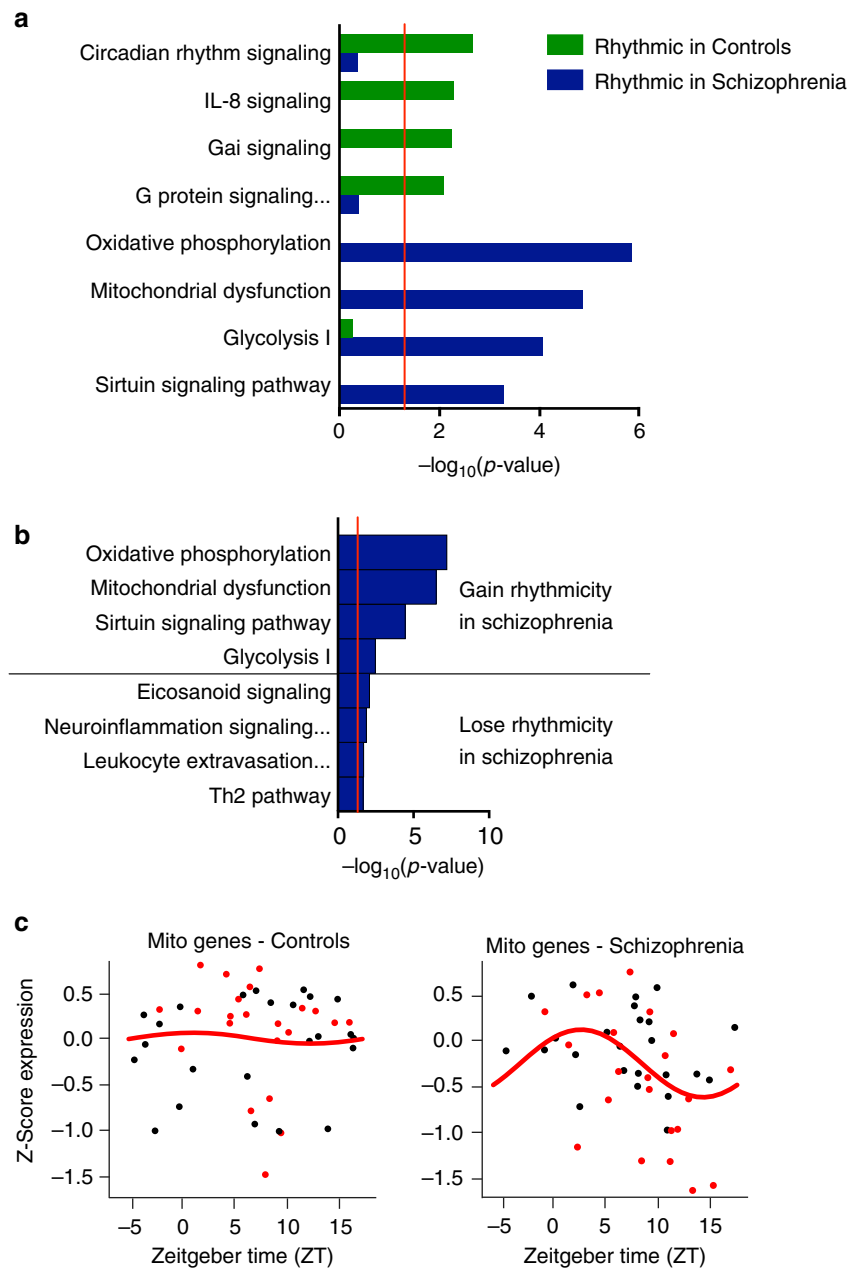 a
Circadian rhythm signaling
IL-8 signaling
Gai signaling
G protein signaling...
Oxidative phosphorylation
Mitochondrial dysfunction
Glycolysis I
Sirtuin signaling pathway
Rhythmic in Controls
Rhythmic in Schizophrenia
0 2 4 6
–log10(p-value)
b
Oxidative phosphorylation
Mitochondrial dysfunction
Sirtuin signaling pathway
Glycolysis I
Eicosanoid signaling
Neuroinflammation signaling...
Leukocyte extravasation...
Th2 pathway
Gain rhythmicity
in schizophrenia
Lose rhythmicity
in schizophrenia
0 5 10
–log10(p-value)
c
Mito genes - Controls
Z-Score expression
0.5
0.0
–0.5
–1.0
–1.5
–5 0 5 10 15
Zeitgeber time (ZT)
Mito genes - Schizophrenia
0.5
0.0
–0.5
–1.0
–1.5
–5 0 5 10 15
Zeitgeber time (ZT)